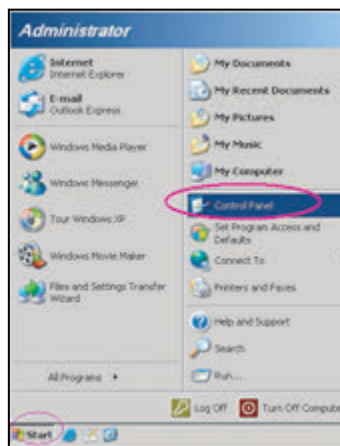 Administrator
Internet
Internet Explorer
E-mail
Outlook Express
Windows Media Player
Windows Messenger
Tour Windows XP
Windows Movie Maker
Files and Settings Transfer
Wizard
All Programs
My Documents
My Recent Documents
My Pictures
My Music
My Computer
Control Panel
Set Program Access and
Defaults
Connect To
Printers and Faxes
Help and Support
Search
Run...
Log Off
Turn Off Compute
Start